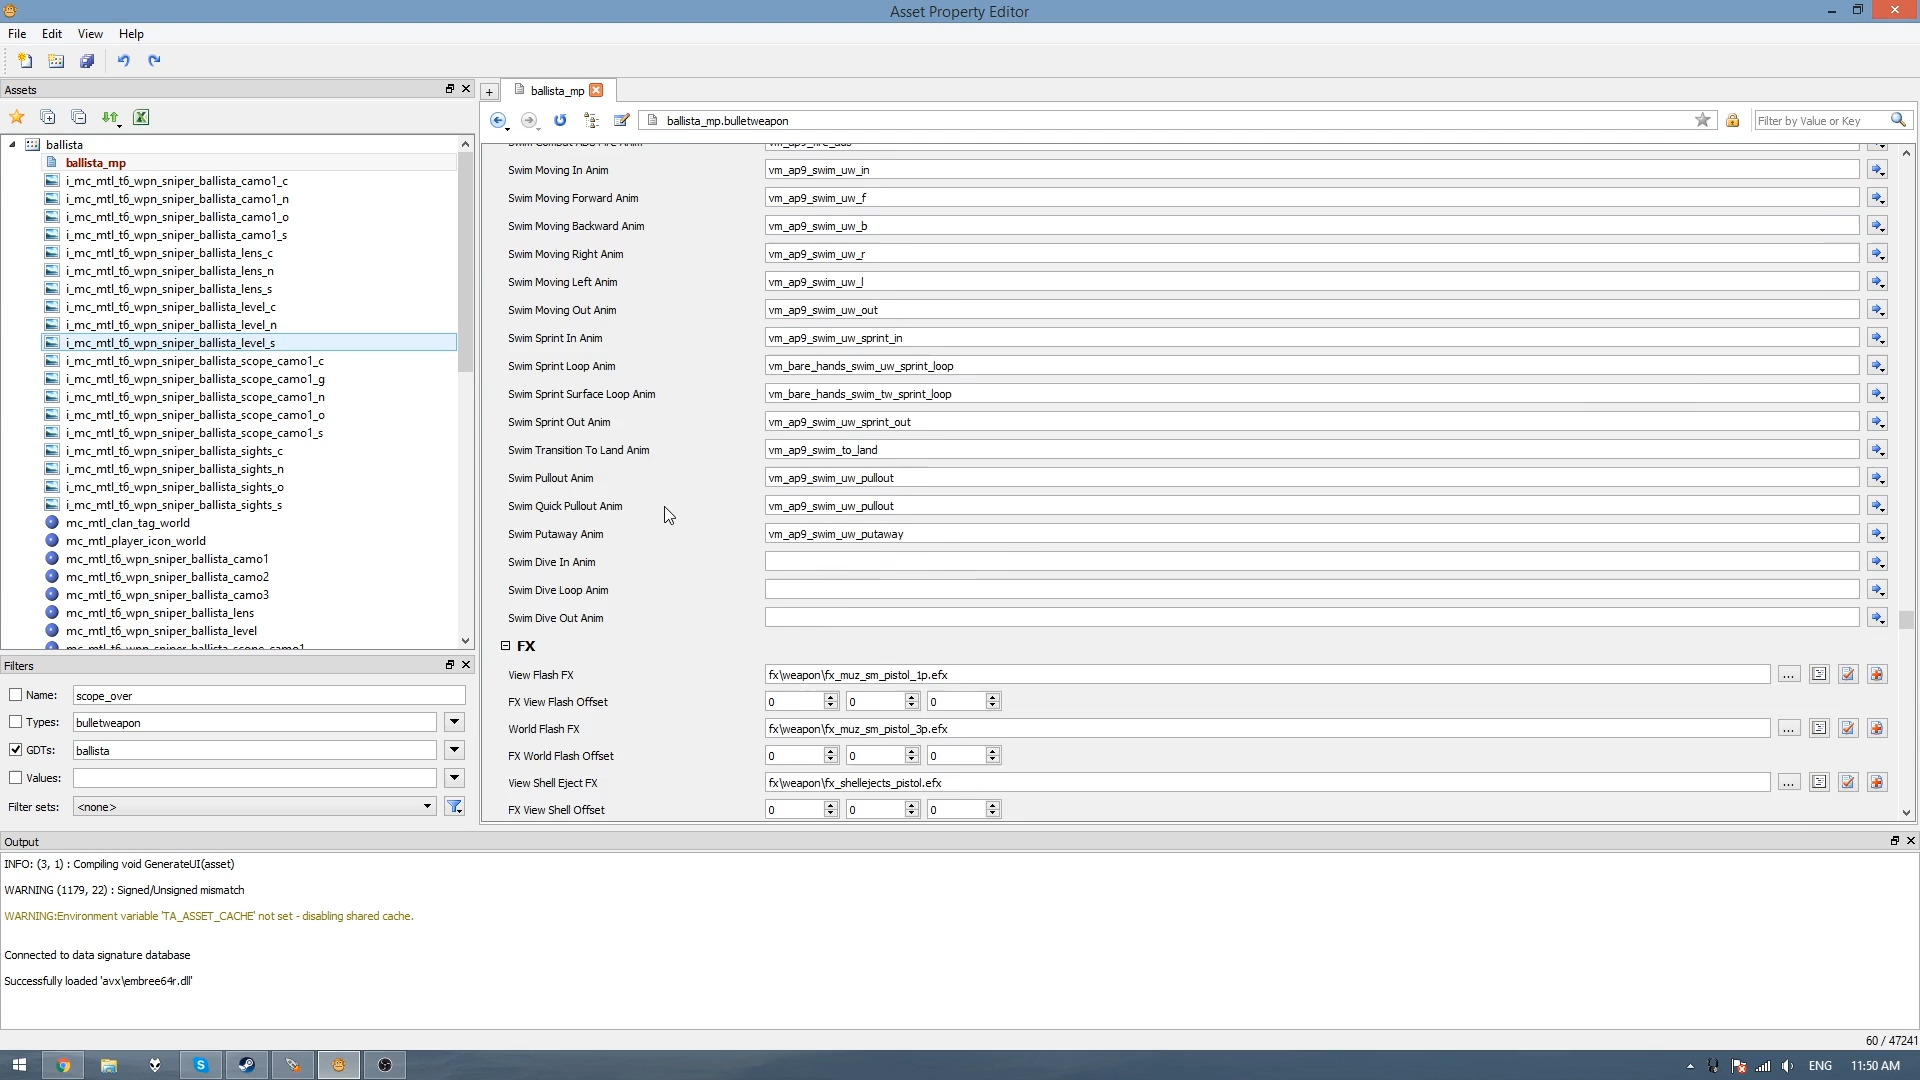 Asset Property Editor
File Edit View Help
Assets
ballista
ballista_mp
i_mc_mtl_t6_wpn_sniper_ballista_camo1_c
i_mc_mtl_t6_wpn_sniper_ballista_camo1_n
i_mc_mtl_t6_wpn_sniper_ballista_camo1_o
i_mc_mtl_t6_wpn_sniper_ballista_camo1_s
i_mc_mtl_t6_wpn_sniper_ballista_lens_c
i_mc_mtl_t6_wpn_sniper_ballista_lens_n
i_mc_mtl_t6_wpn_sniper_ballista_lens_s
i_mc_mtl_t6_wpn_sniper_ballista_level_c
i_mc_mtl_t6_wpn_sniper_ballista_level_n
i_mc_mtl_t6_wpn_sniper_ballista_level_s
i_mc_mtl_t6_wpn_sniper_ballista_scope_camo1_c
i_mc_mtl_t6_wpn_sniper_ballista_scope_camo1_g
i_mc_mtl_t6_wpn_sniper_ballista_scope_camo1_n
i_mc_mtl_t6_wpn_sniper_ballista_scope_camo1_o
i_mc_mtl_t6_wpn_sniper_ballista_scope_camo1_s
i_mc_mtl_t6_wpn_sniper_ballista_sights_c
i_mc_mtl_t6_wpn_sniper_ballista_sights_n
i_mc_mtl_t6_wpn_sniper_ballista_sights_o
i_mc_mtl_t6_wpn_sniper_ballista_sights_s
mc_mtl_clan_tag_world
mc_mtl_player_icon_world
mc_mtl_t6_wpn_sniper_ballista_camo1
mc_mtl_t6_wpn_sniper_ballista_camo2
mc_mtl_t6_wpn_sniper_ballista_camo3
mc_mtl_t6_wpn_sniper_ballista_lens
mc_mtl_t6_wpn_sniper_ballista_level
mc_mtl_t6_wpn_sniper_ballista_scope_camo1
Filters
Name: scope_over
Types: bulletweapon
GDTs: ballista
Values:
Filter sets: <none>
+ ballista_mp
ballista_mp.bulletweapon Filter by Value or Key
Swim Combat ADS Fire Anim vm_ap9_fire_ads
Swim Moving In Anim vm_ap9_swim_uw_in
Swim Moving Forward Anim vm_ap9_swim_uw_f
Swim Moving Backward Anim vm_ap9_swim_uw_b
Swim Moving Right Anim vm_ap9_swim_uw_r
Swim Moving Left Anim vm_ap9_swim_uw_l
Swim Moving Out Anim vm_ap9_swim_uw_out
Swim Sprint In Anim vm_ap9_swim_uw_sprint_in
Swim Sprint Loop Anim vm_bare_hands_swim_uw_sprint_loop
Swim Sprint Surface Loop Anim vm_bare_hands_swim_tw_sprint_loop
Swim Sprint Out Anim vm_ap9_swim_uw_sprint_out
Swim Transition To Land Anim vm_ap9_swim_to_land
Swim Pullout Anim vm_ap9_swim_uw_pullout
Swim Quick Pullout Anim vm_ap9_swim_uw_pullout
Swim Putaway Anim vm_ap9_swim_uw_putaway
Swim Dive In Anim
Swim Dive Loop Anim
Swim Dive Out Anim
FX
View Flash FX fx\weapon\fx_muz_sm_pistol_1p.efx ...
FX View Flash Offset 0 0 0
World Flash FX fx\weapon\fx_muz_sm_pistol_3p.efx ...
FX World Flash Offset 0 0 0
View Shell Eject FX fx\weapon\fx_shellejects_pistol.efx ...
FX View Shell Offset 0 0 0
Output
INFO: (3, 1) : Compiling void GenerateUI(asset)
WARNING (1179, 22) : Signed/Unsigned mismatch
WARNING:Environment variable 'TA_ASSET_CACHE' not set - disabling shared cache.
Connected to data signature database
Successfully loaded 'avx\embree64r.dll'
60 / 47241
ENG 11:50 AM